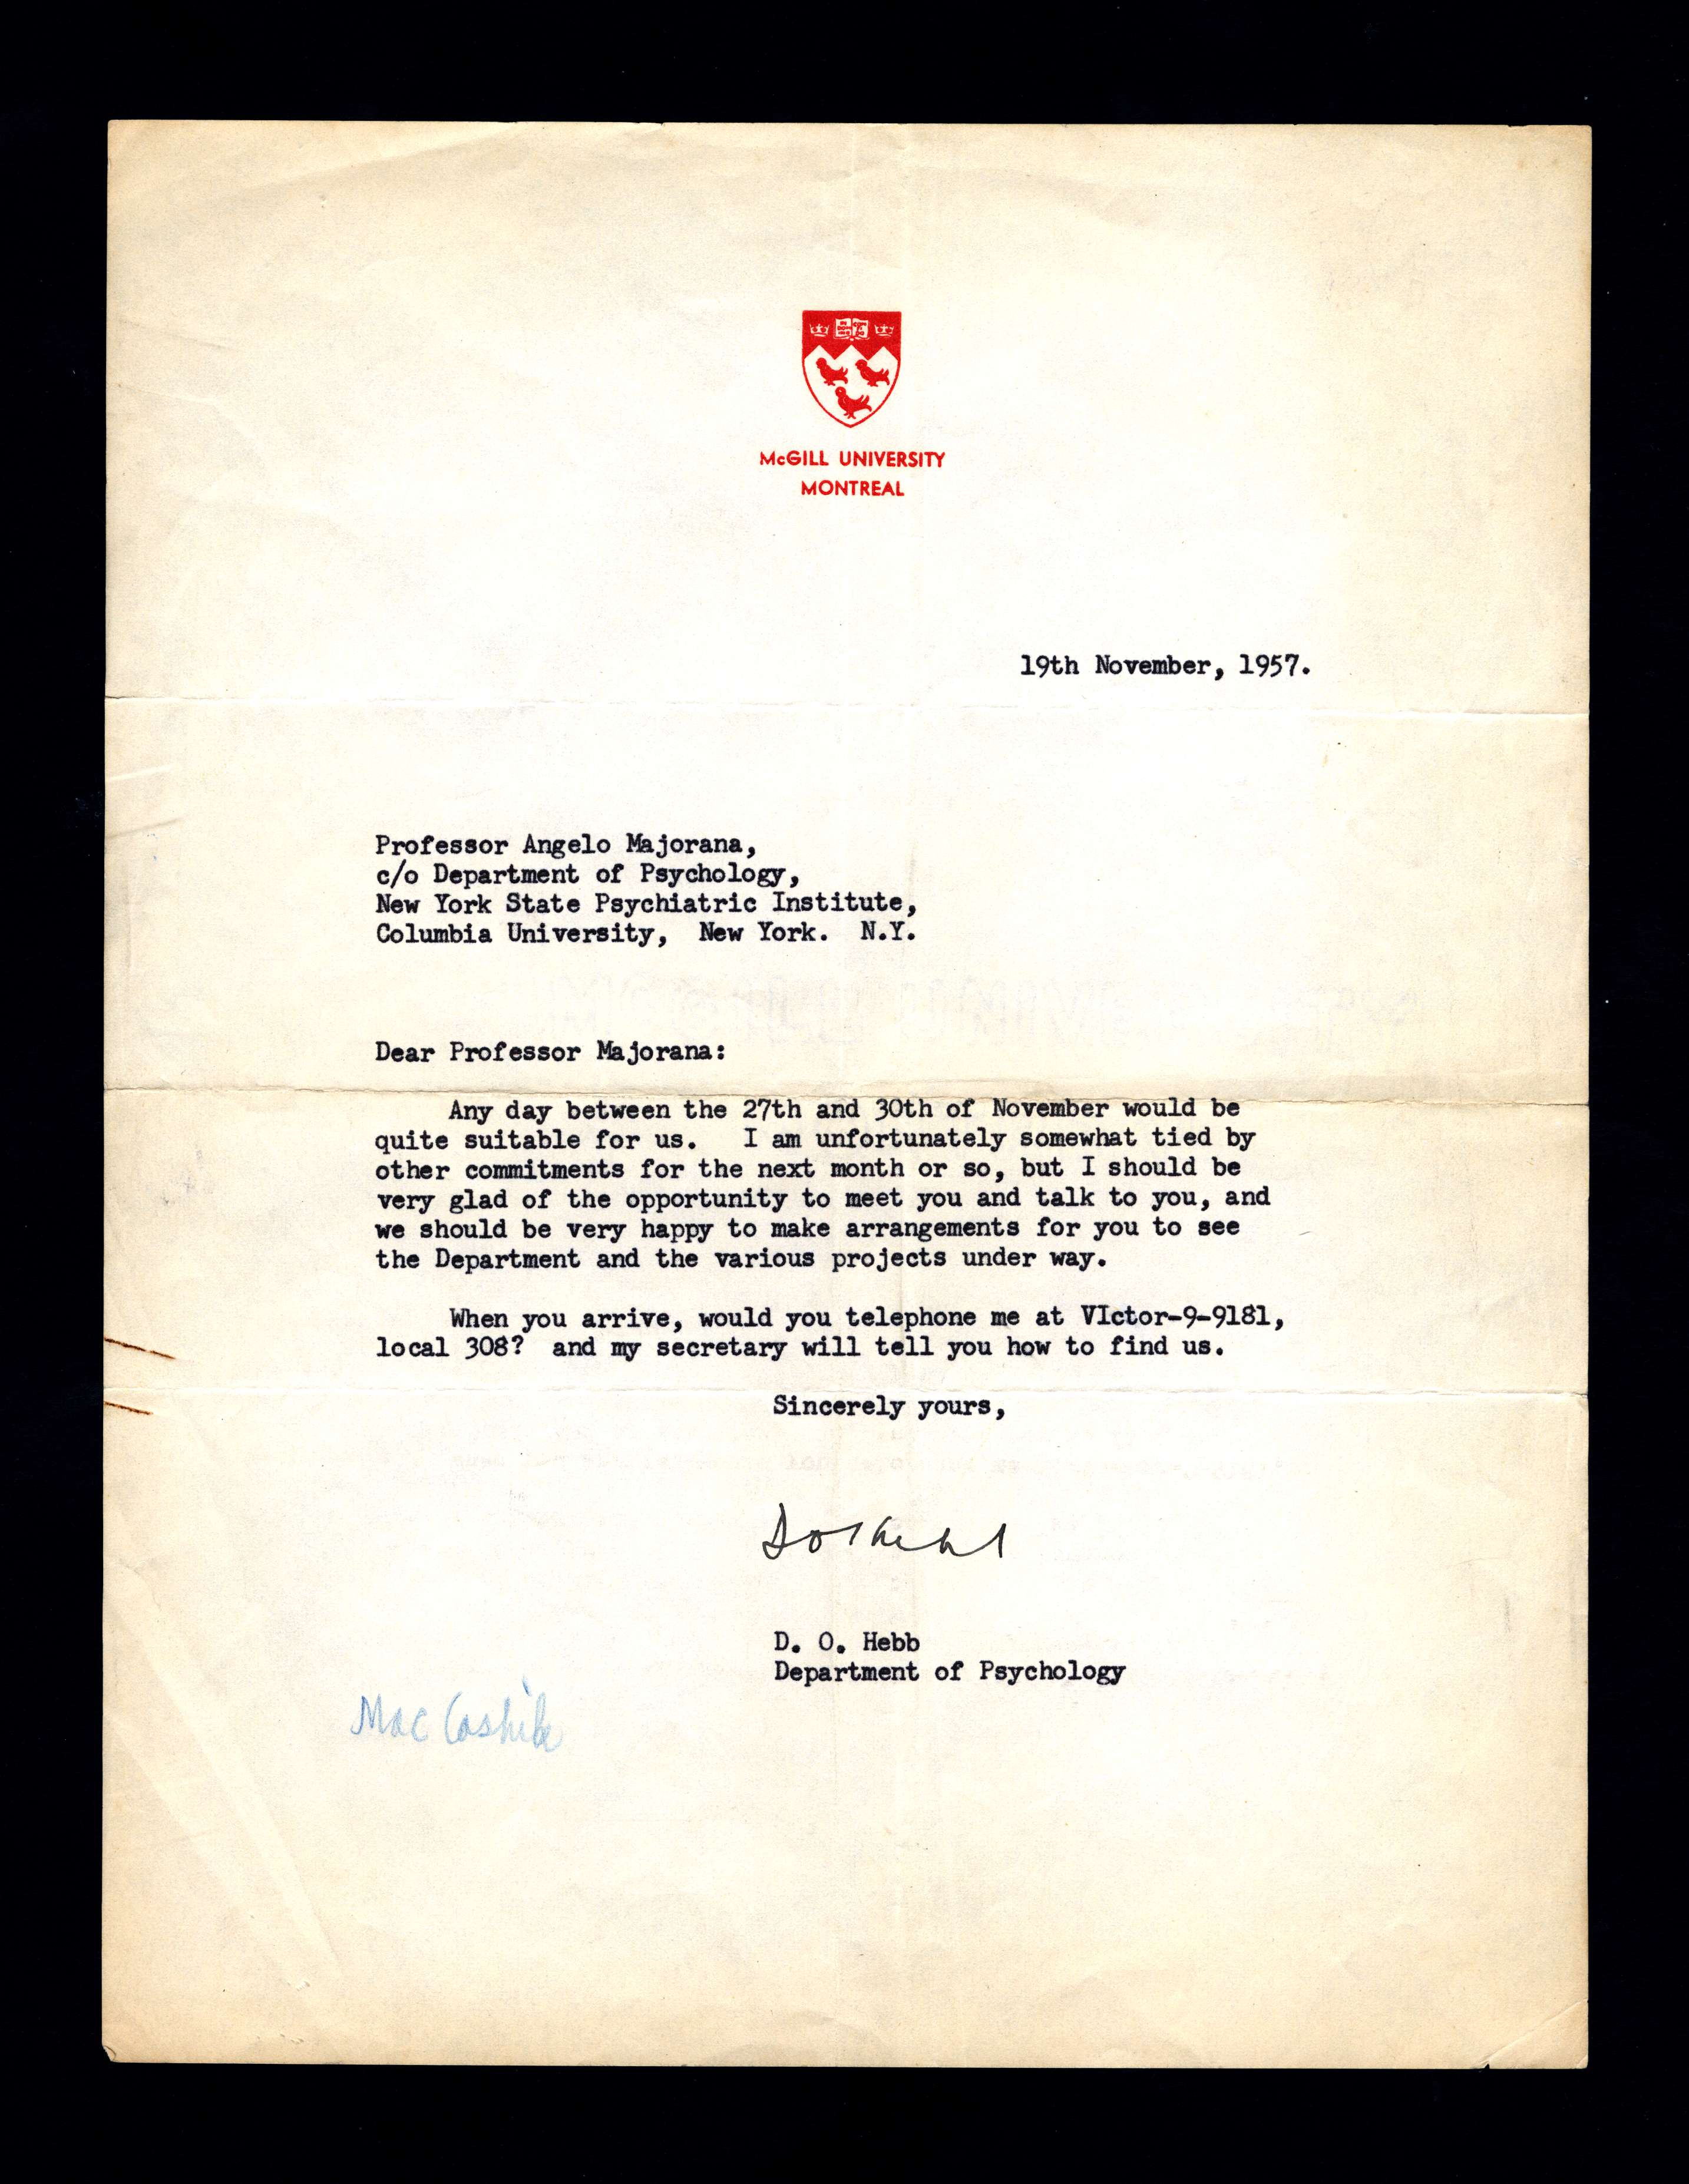 McGILL UNIVERSITY
MONTREAL
19th November, 1957.
Professor Angelo Majorana,
c/o Department of Psychology,
New York State Psychiatric Institute,
Columbia University, New York. N.Y.
Dear Professor Majorana:
Any day between the 27th and 30th of November would be
quite suitable for us. I am unfortunately somewhat tied by
other commitments for the next month or so, but I should be
very glad of the opportunity to meet you and talk to you, and
we should be very happy to make arrangements for you to see
the Department and the various projects under way.
When you arrive, would you telephone me at VIctor-9-9181,
local 308? and my secretary will tell you how to find us.
Sincerely yours,
D. O. Hebb
Department of Psychology
Mac